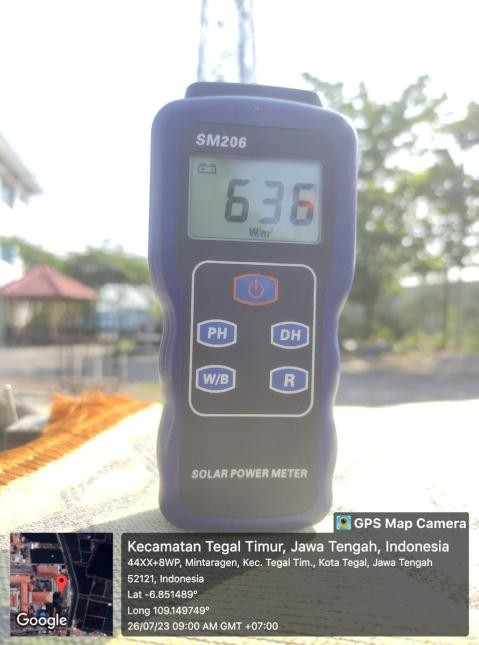 SM206
636
W/m²
PH
DH
W/B
R
SOLAR POWER METER
GPS Map Camera
Kecamatan Tegal Timur, Jawa Tengah, Indonesia
44XX+8WP, Mintaragen, Kec. Tegal Tim., Kota Tegal, Jawa Tengah
52121, Indonesia
Lat -6.851489°
Long 109.149749°
26/07/23 09:00 AM GMT +07:00
Google